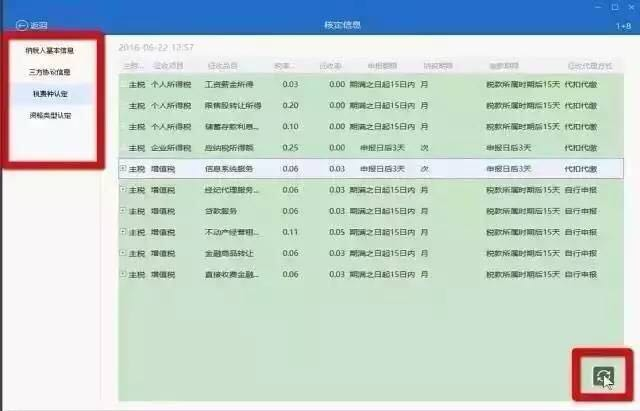 返回
核定信息
1+8
纳税人基本信息
三方协议信息
税费种认定
资格类型认定
2016-06-22 12:57
主附... 征收项目 征收品目 税率... 征收率 申报期限 纳税期限 缴款期限 征收代理方式
主税 个人所得税 工资薪金所得 0.03 0.00 期满之日起15日内 月 税款所属时期后15天 代扣代缴
主税 个人所得税 限售股转让所得 0.20 0.00 期满之日起15日内 月 税款所属时期后15天 代扣代缴
主税 个人所得税 储蓄存款利息... 0.10 0.00 期满之日起15日内 月 税款所属时期后15天 代扣代缴
主税 企业所得税 应纳税所得额 0.25 0.00 申报日后3天 次 申报日后3天 代扣代缴
主税 增值税 信息系统服务 0.06 0.03 申报日后3天 次 申报日后3天 代扣代缴
主税 增值税 经纪代理服务... 0.06 0.03 期满之日起15日内 月 税款所属时期后15天 自行申报
主税 增值税 贷款服务 0.06 0.03 期满之日起15日内 月 税款所属时期后15天 自行申报
主税 增值税 不动产经营租... 0.11 0.05 期满之日起15日内 月 税款所属时期后15天 自行申报
主税 增值税 金融商品转让 0.06 0.03 期满之日起15日内 月 税款所属时期后15天 自行申报
主税 增值税 直接收费金融... 0.06 0.03 期满之日起15日内 月 税款所属时期后15天 自行申报